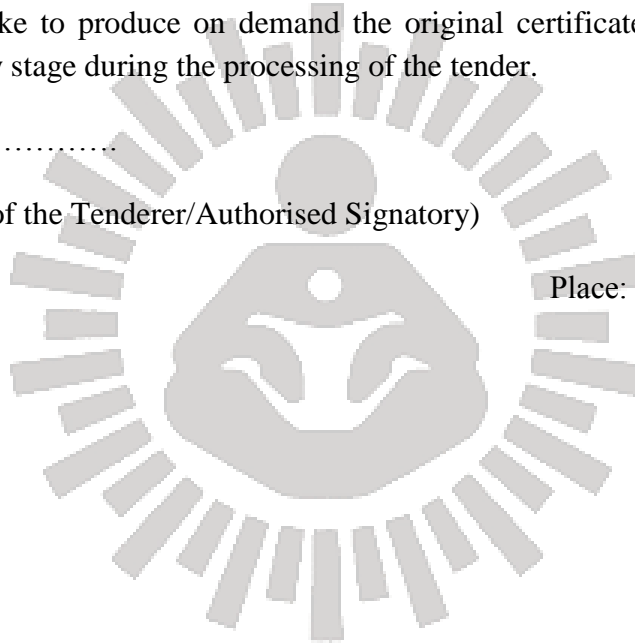 ke to produce on demand the original certificate
stage during the processing of the tender.
………….
of the Tenderer/Authorised Signatory)
Place: